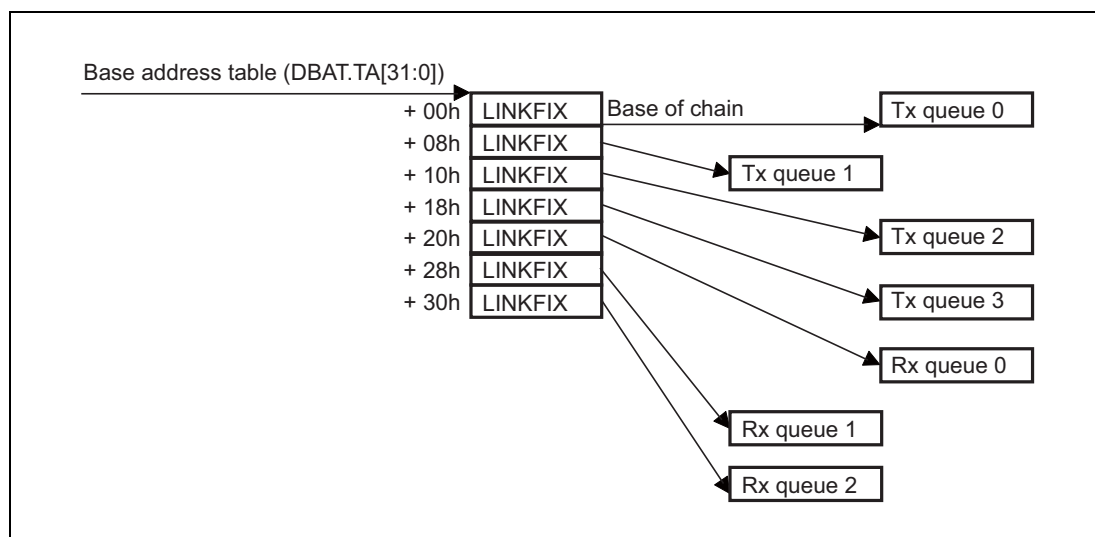 Base address table (DBAT.TA[31:0])
+ 00h LINKFIX Base of chain Tx queue 0
+ 08h LINKFIX
+ 10h LINKFIX Tx queue 1
+ 18h LINKFIX
+ 20h LINKFIX Tx queue 2
+ 28h LINKFIX
+ 30h LINKFIX Tx queue 3
Rx queue 0
Rx queue 1
Rx queue 2